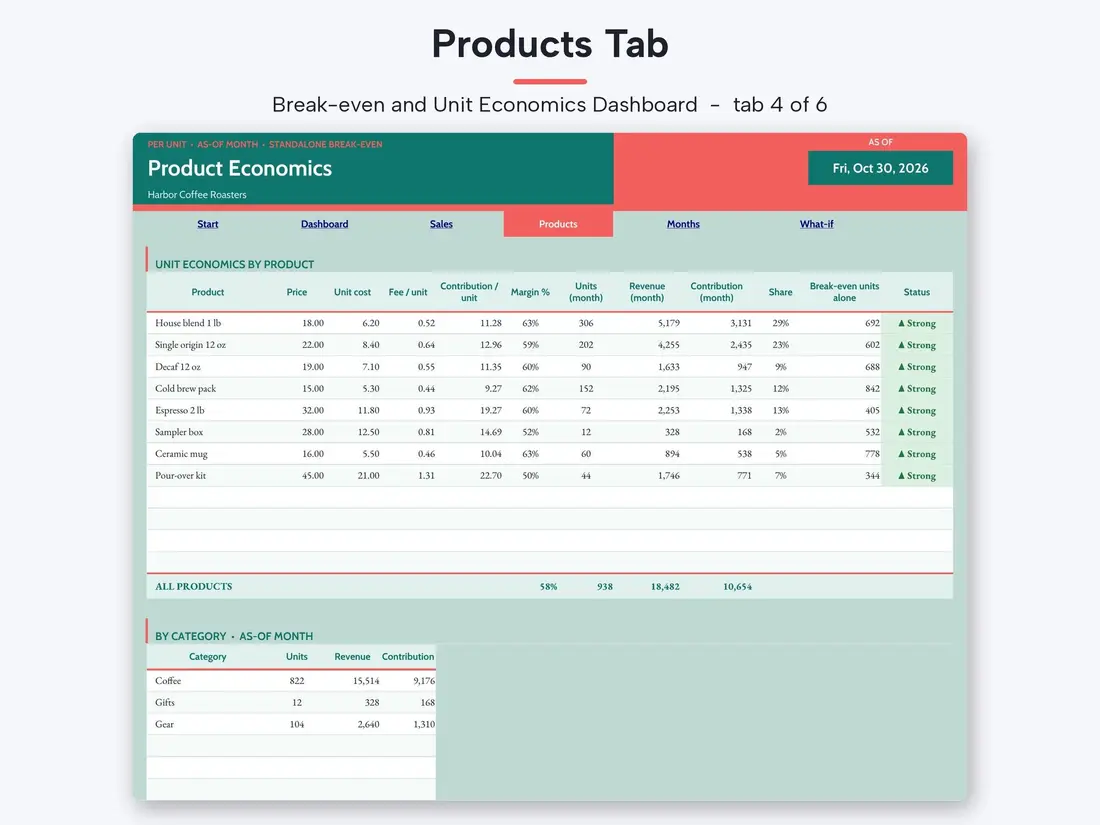 Products Tab
Break-even and Unit Economics Dashboard - tab 4 of 6
PER UNIT • AS-OF MONTH • STANDALONE BREAK-EVEN
AS OF
Product Economics
Fri, Oct 30, 2026
Harbor Coffee Roasters
Start Dashboard Sales Products Months What-if
UNIT ECONOMICS BY PRODUCT
Product Price Unit cost Fee / unit Contribution / unit Margin % Units (month) Revenue (month) Contribution (month) Share Break-even units alone Status
House blend 1 lb 18.00 6.20 0.52 11.28 63% 306 5,179 3,131 29% 692 ▲ Strong
Single origin 12 oz 22.00 8.40 0.64 12.96 59% 202 4,255 2,435 23% 602 ▲ Strong
Decaf 12 oz 19.00 7.10 0.55 11.35 60% 90 1,633 947 9% 688 ▲ Strong
Cold brew pack 15.00 5.30 0.44 9.27 62% 152 2,195 1,325 12% 842 ▲ Strong
Espresso 2 lb 32.00 11.80 0.93 19.27 60% 72 2,253 1,338 13% 405 ▲ Strong
Sampler box 28.00 12.50 0.81 14.69 52% 12 328 168 2% 532 ▲ Strong
Ceramic mug 16.00 5.50 0.46 10.04 63% 60 894 538 5% 778 ▲ Strong
Pour-over kit 45.00 21.00 1.31 22.70 50% 44 1,746 771 7% 344 ▲ Strong
ALL PRODUCTS 58% 938 18,482 10,654
BY CATEGORY • AS-OF MONTH
Category Units Revenue Contribution
Coffee 822 15,514 9,176
Gifts 12 328 168
Gear 104 2,640 1,310